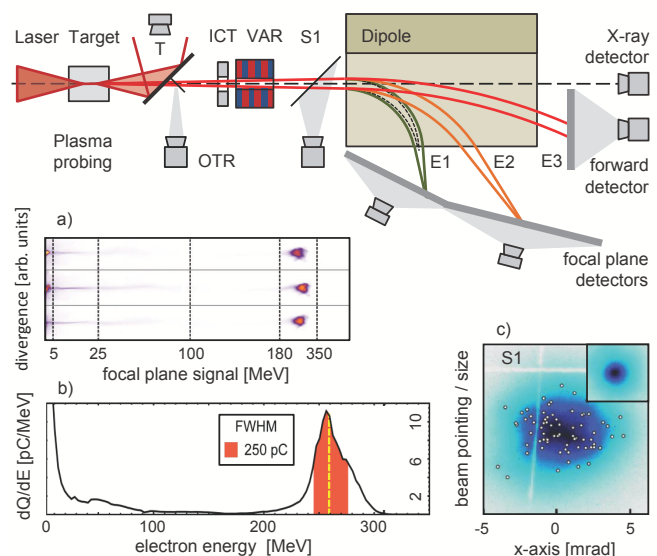 Laser Target
T
ICT VAR S1
Dipole
X-ray
detector
Plasma
probing
OTR
E1
E2
E3
forward
detector
focal plane
detectors
a)
divergence [arb. units]
5 25 100 180 350
focal plane signal [MeV]
b)
dQ/dE [pC/MeV]
FWHM
250 pC
10
6
2
0 100 200 300
electron energy [MeV]
c)
S1
beam pointing / size
-5 0 5
x-axis [mrad]